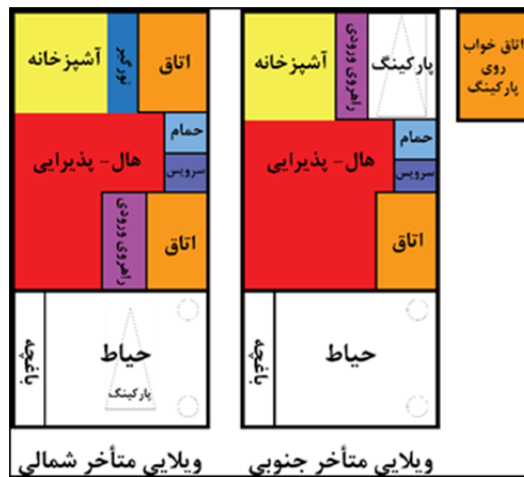 آشپزخانه
نورگیر
اتاق
هال- پذیرایی
حمام
سرویس
راهروی ورودی
اتاق
باغچه
حیاط
پارکینگ
ویلایی متأخر شمالی
آشپزخانه
راهروی ورودی
پارکینگ
هال- پذیرایی
حمام
سرویس
اتاق
باغچه
حیاط
ویلایی متأخر جنوبی
اتاق خواب
روی
پارکینگ